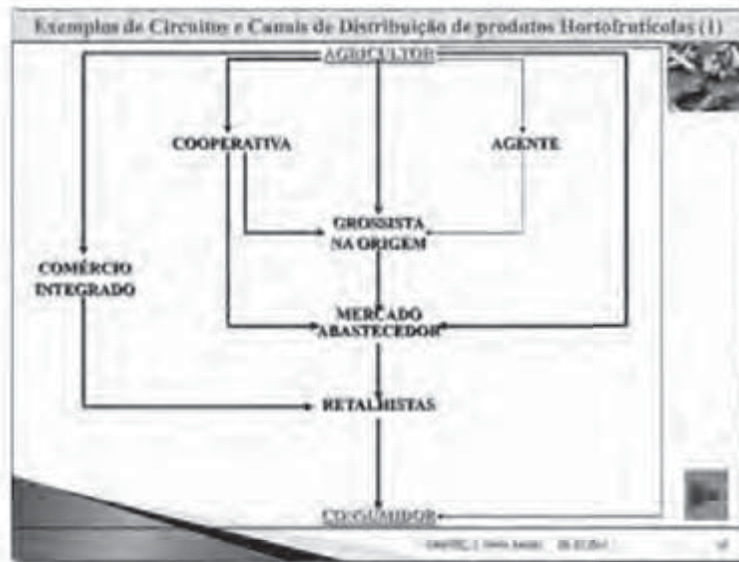 Exemplos de Circuitos e Canais de Distribuição de produtos Hortofrutícolas (1)
AGRICULTOR
COOPERATIVA
AGENTE
GROSSISTA
NA ORIGEM
COMÉRCIO
INTEGRADO
MERCADO
ABASTECEDOR
RETALHISTAS
CONSUMIDOR